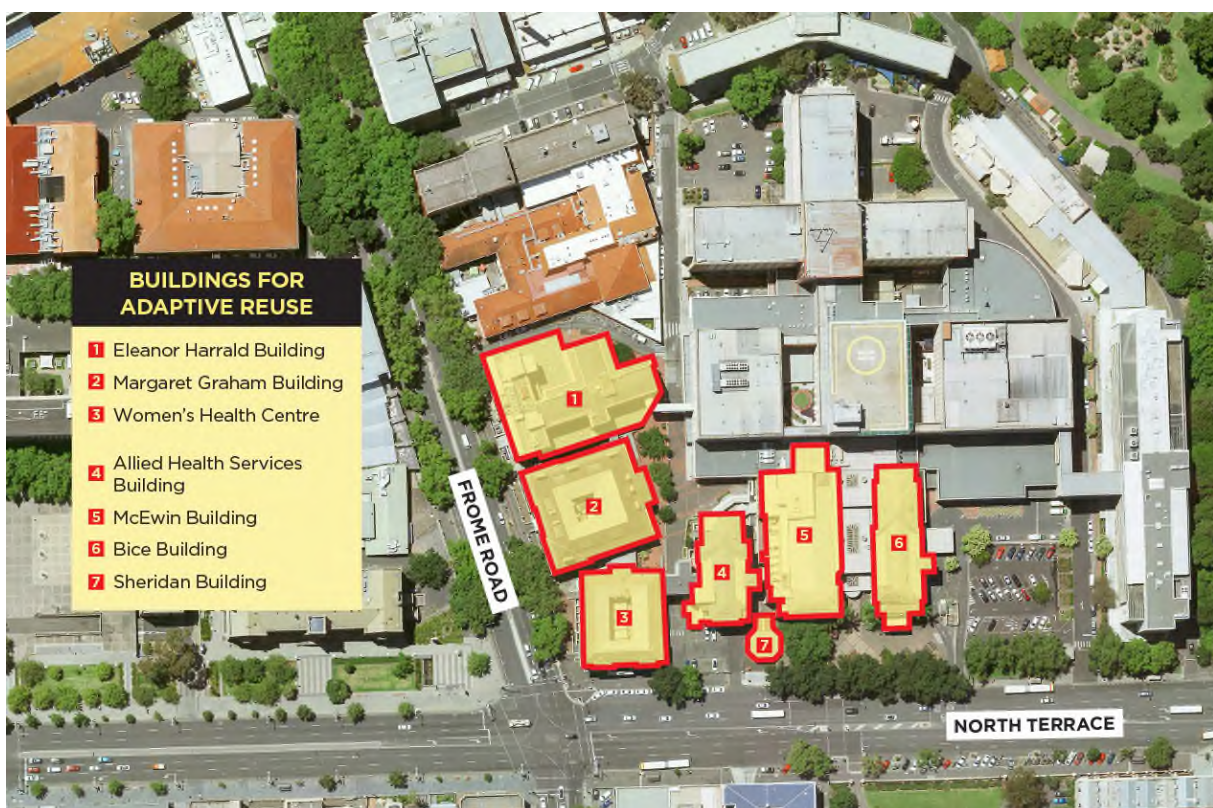 BUILDINGS FOR
ADAPTIVE REUSE
1 Eleanor Harrald Building
2 Margaret Graham Building
3 Women's Health Centre
4 Allied Health Services
Building
5 McEwin Building
6 Bice Building
7 Sheridan Building
1
2
3
4
5
6
7
FROME ROAD
NORTH TERRACE